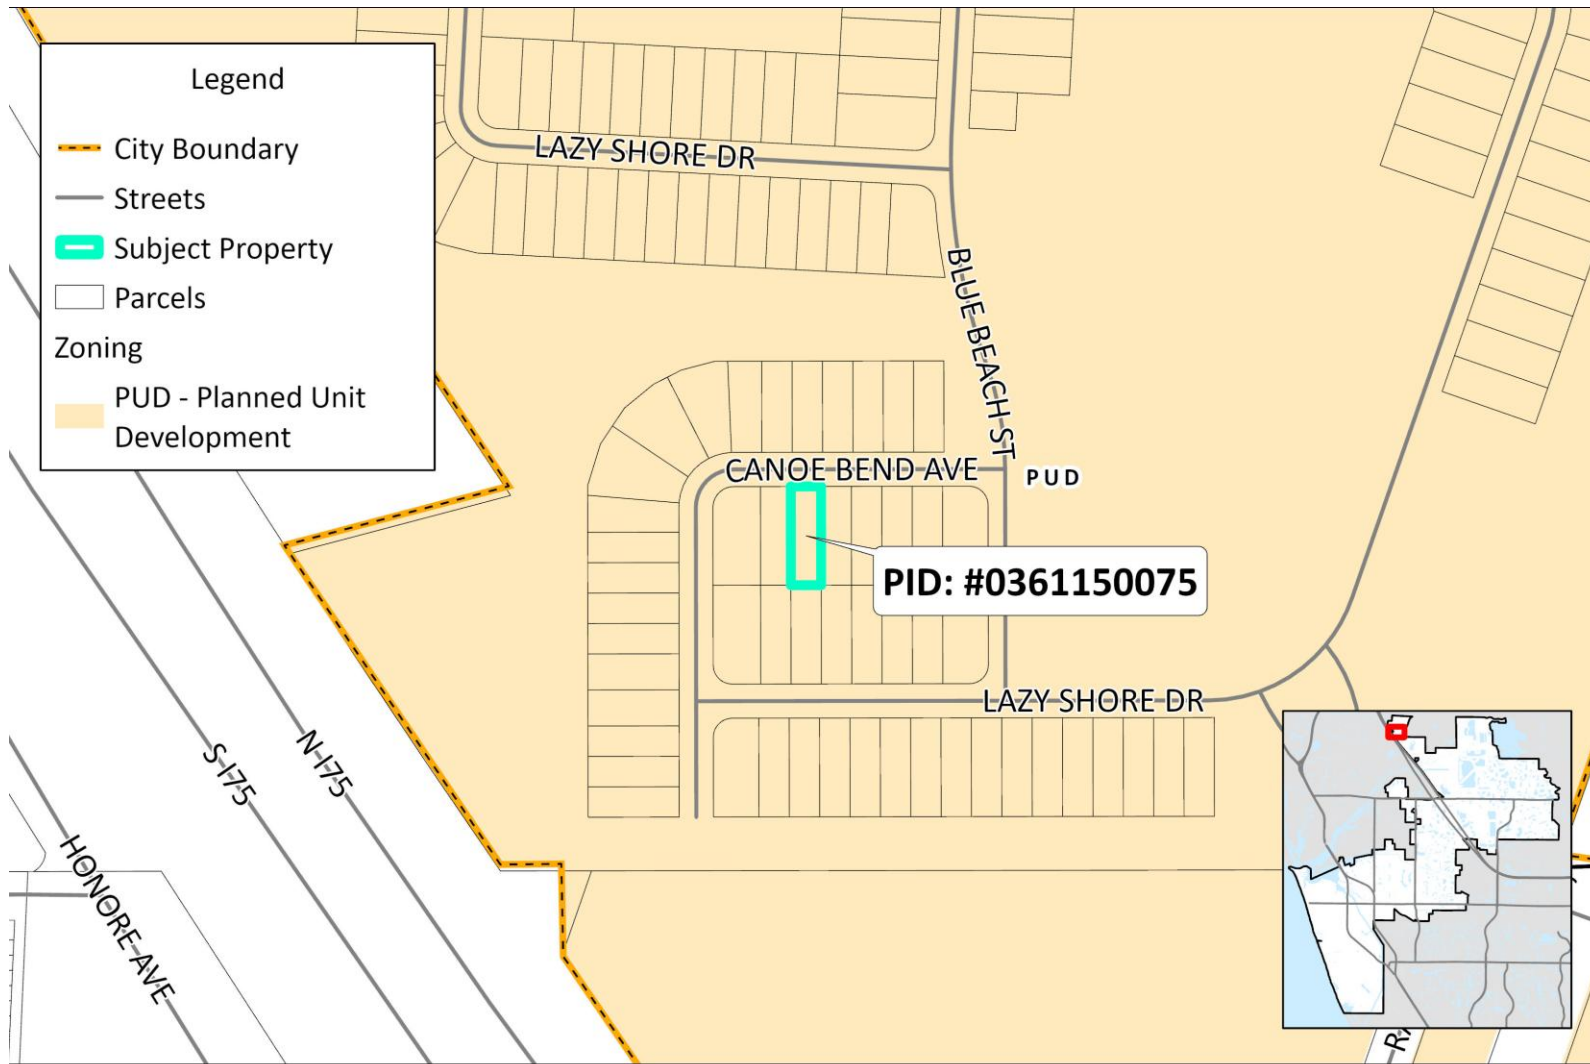 Legend
City Boundary
Streets
Subject Property
Parcels
Zoning
PUD - Planned Unit
Development
LAZY SHORE DR
BLUE BEACH ST
CANOE BEND AVE
PUD
PID: #0361150075
LAZY SHORE DR
N-I75
S-I75
HONORE-AVE